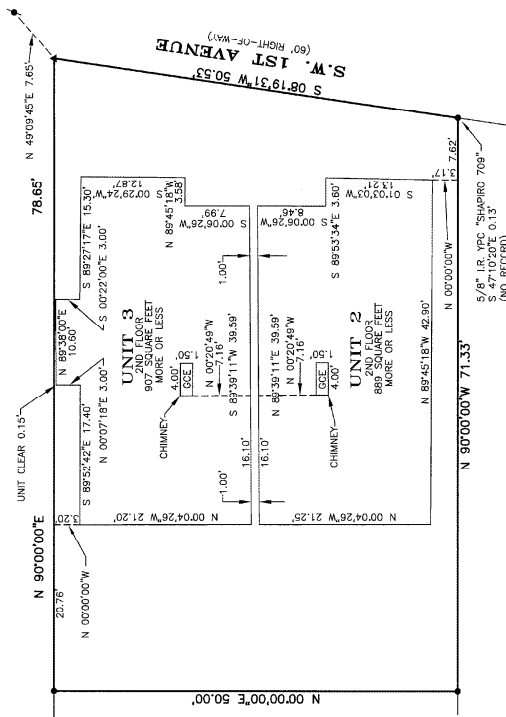 S.W. 1ST AVENUE
(60' RIGHT-OF-WAY)
S 08°19'31" W 50.53'
N 49°09'45"E 7.65'
78.65'
N 90°00'00"E
UNIT CLEAR 0.15'
S 89°27'17"E 15.30'
S 00°29'24"W
12.87'
N 89°45'18"W
3.58'
S 00°06'26"W
7.99'
S 00°22'00"E 3.00'
N 89°38'00"E
10.60'
N 00°07'18"E 3.00'
S 89°52'42"E 17.40'
UNIT 3
2ND FLOOR
907 SQUARE FEET
MORE OR LESS
CHIMNEY
4.00'
GCE
1.50'
N 00°20'49"W
7.16'
S 89°39'11"W 39.59'
16.10'
1.00'
1.00'
N 00°04'26"W 21.20'
3.20'
N 00°00'00"W
20.76'
S 00°06'26"W
8.46'
S 89°53'34"E 3.60'
S 01°03'03"W
13.21'
N 89°39'11"E 39.59'
N 00°20'49"W
7.16'
1.50'
GCE
4.00'
CHIMNEY
16.10'
UNIT 2
2ND FLOOR
889 SQUARE FEET
MORE OR LESS
N 00°04'26"W 21.25'
N 89°45'18"W 42.90'
N 00°00'00"W
3.17'
7.62'
N 90°00'00"W 71.33'
5/8" I.R. YPC "SHAPIRO 709"
S 47°10'20"E 0.13'
(NO RECORD)
N 00°00'00"E 50.00'